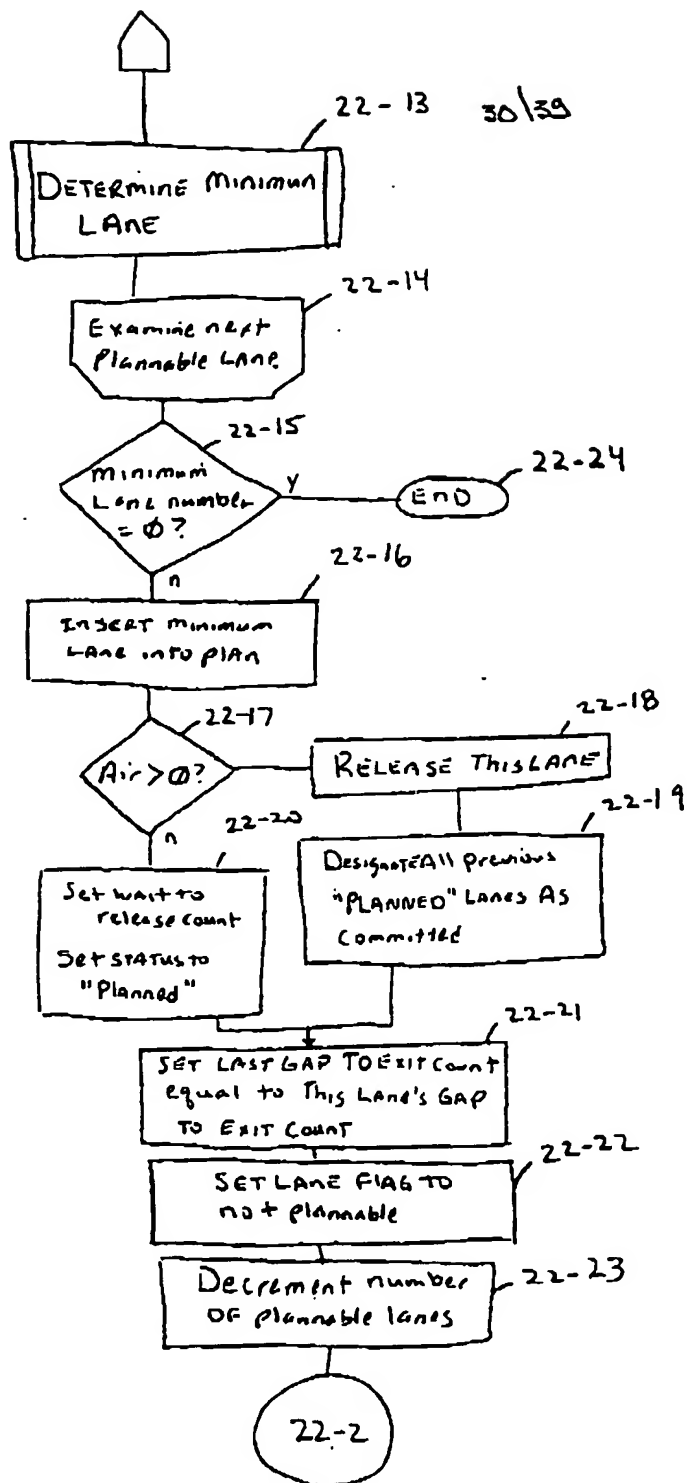 22-13 30/39
DETERMINE MINIMUN
LANE
22-14
Examine next
Plannable Lane
22-15
minimum
Lane number
= Ø?
y
22-24
END
n
22-16
INSERT MINIMUM
LANE INTO PLAN
22-17
Air > Ø?
22-18
RELEASE THIS LANE
n
22-20
22-19
Set wait to
release count
Set STATUS to
"Planned"
Designate All previous
"PLANNED" LANES AS
Committed
22-21
SET LAST GAP TO EXIT Count
equal to This Lane's GAP
TO EXIT COUNT
22-22
SET LANE FLAG TO
not plannable
22-23
Decrement number
OF plannable lanes
22-2